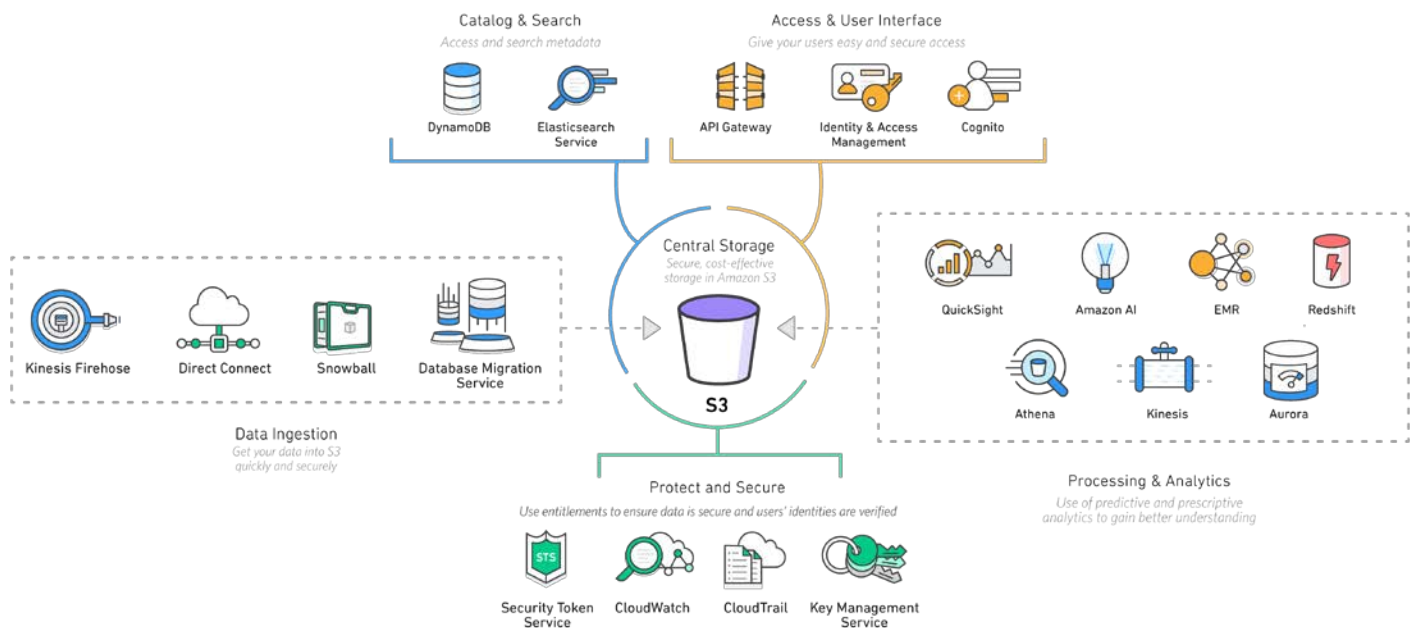 Catalog & Search
Access and search metadata
DynamoDB
Elasticsearch
Service
Access & User Interface
Give your users easy and secure access
API Gateway
Identity & Access
Management
Cognito
Central Storage
Secure, cost-effective
storage in Amazon S3
S3
Kinesis Firehose
Direct Connect
Snowball
Database Migration
Service
Data Ingestion
Get your data into S3
quickly and securely
QuickSight
Amazon AI
EMR
Redshift
Athena
Kinesis
Aurora
Processing & Analytics
Use of predictive and prescriptive
analytics to gain better understanding
Protect and Secure
Use entitlements to ensure data is secure and users' identities are verified
STS
Security Token
Service
CloudWatch
CloudTrail
Key Management
Service